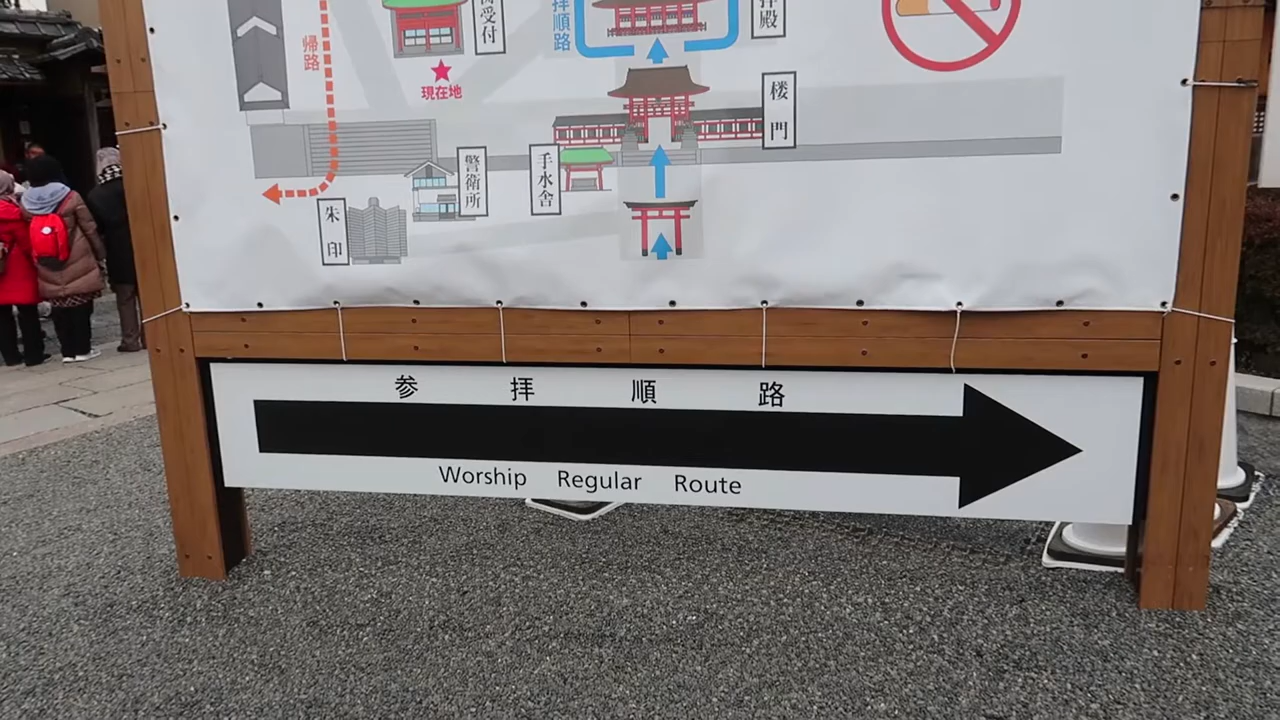 受付
拝順路
拝殿
帰路
現在地
楼門
警衛所
手水舎
朱印
参拝順路
Worship Regular Route